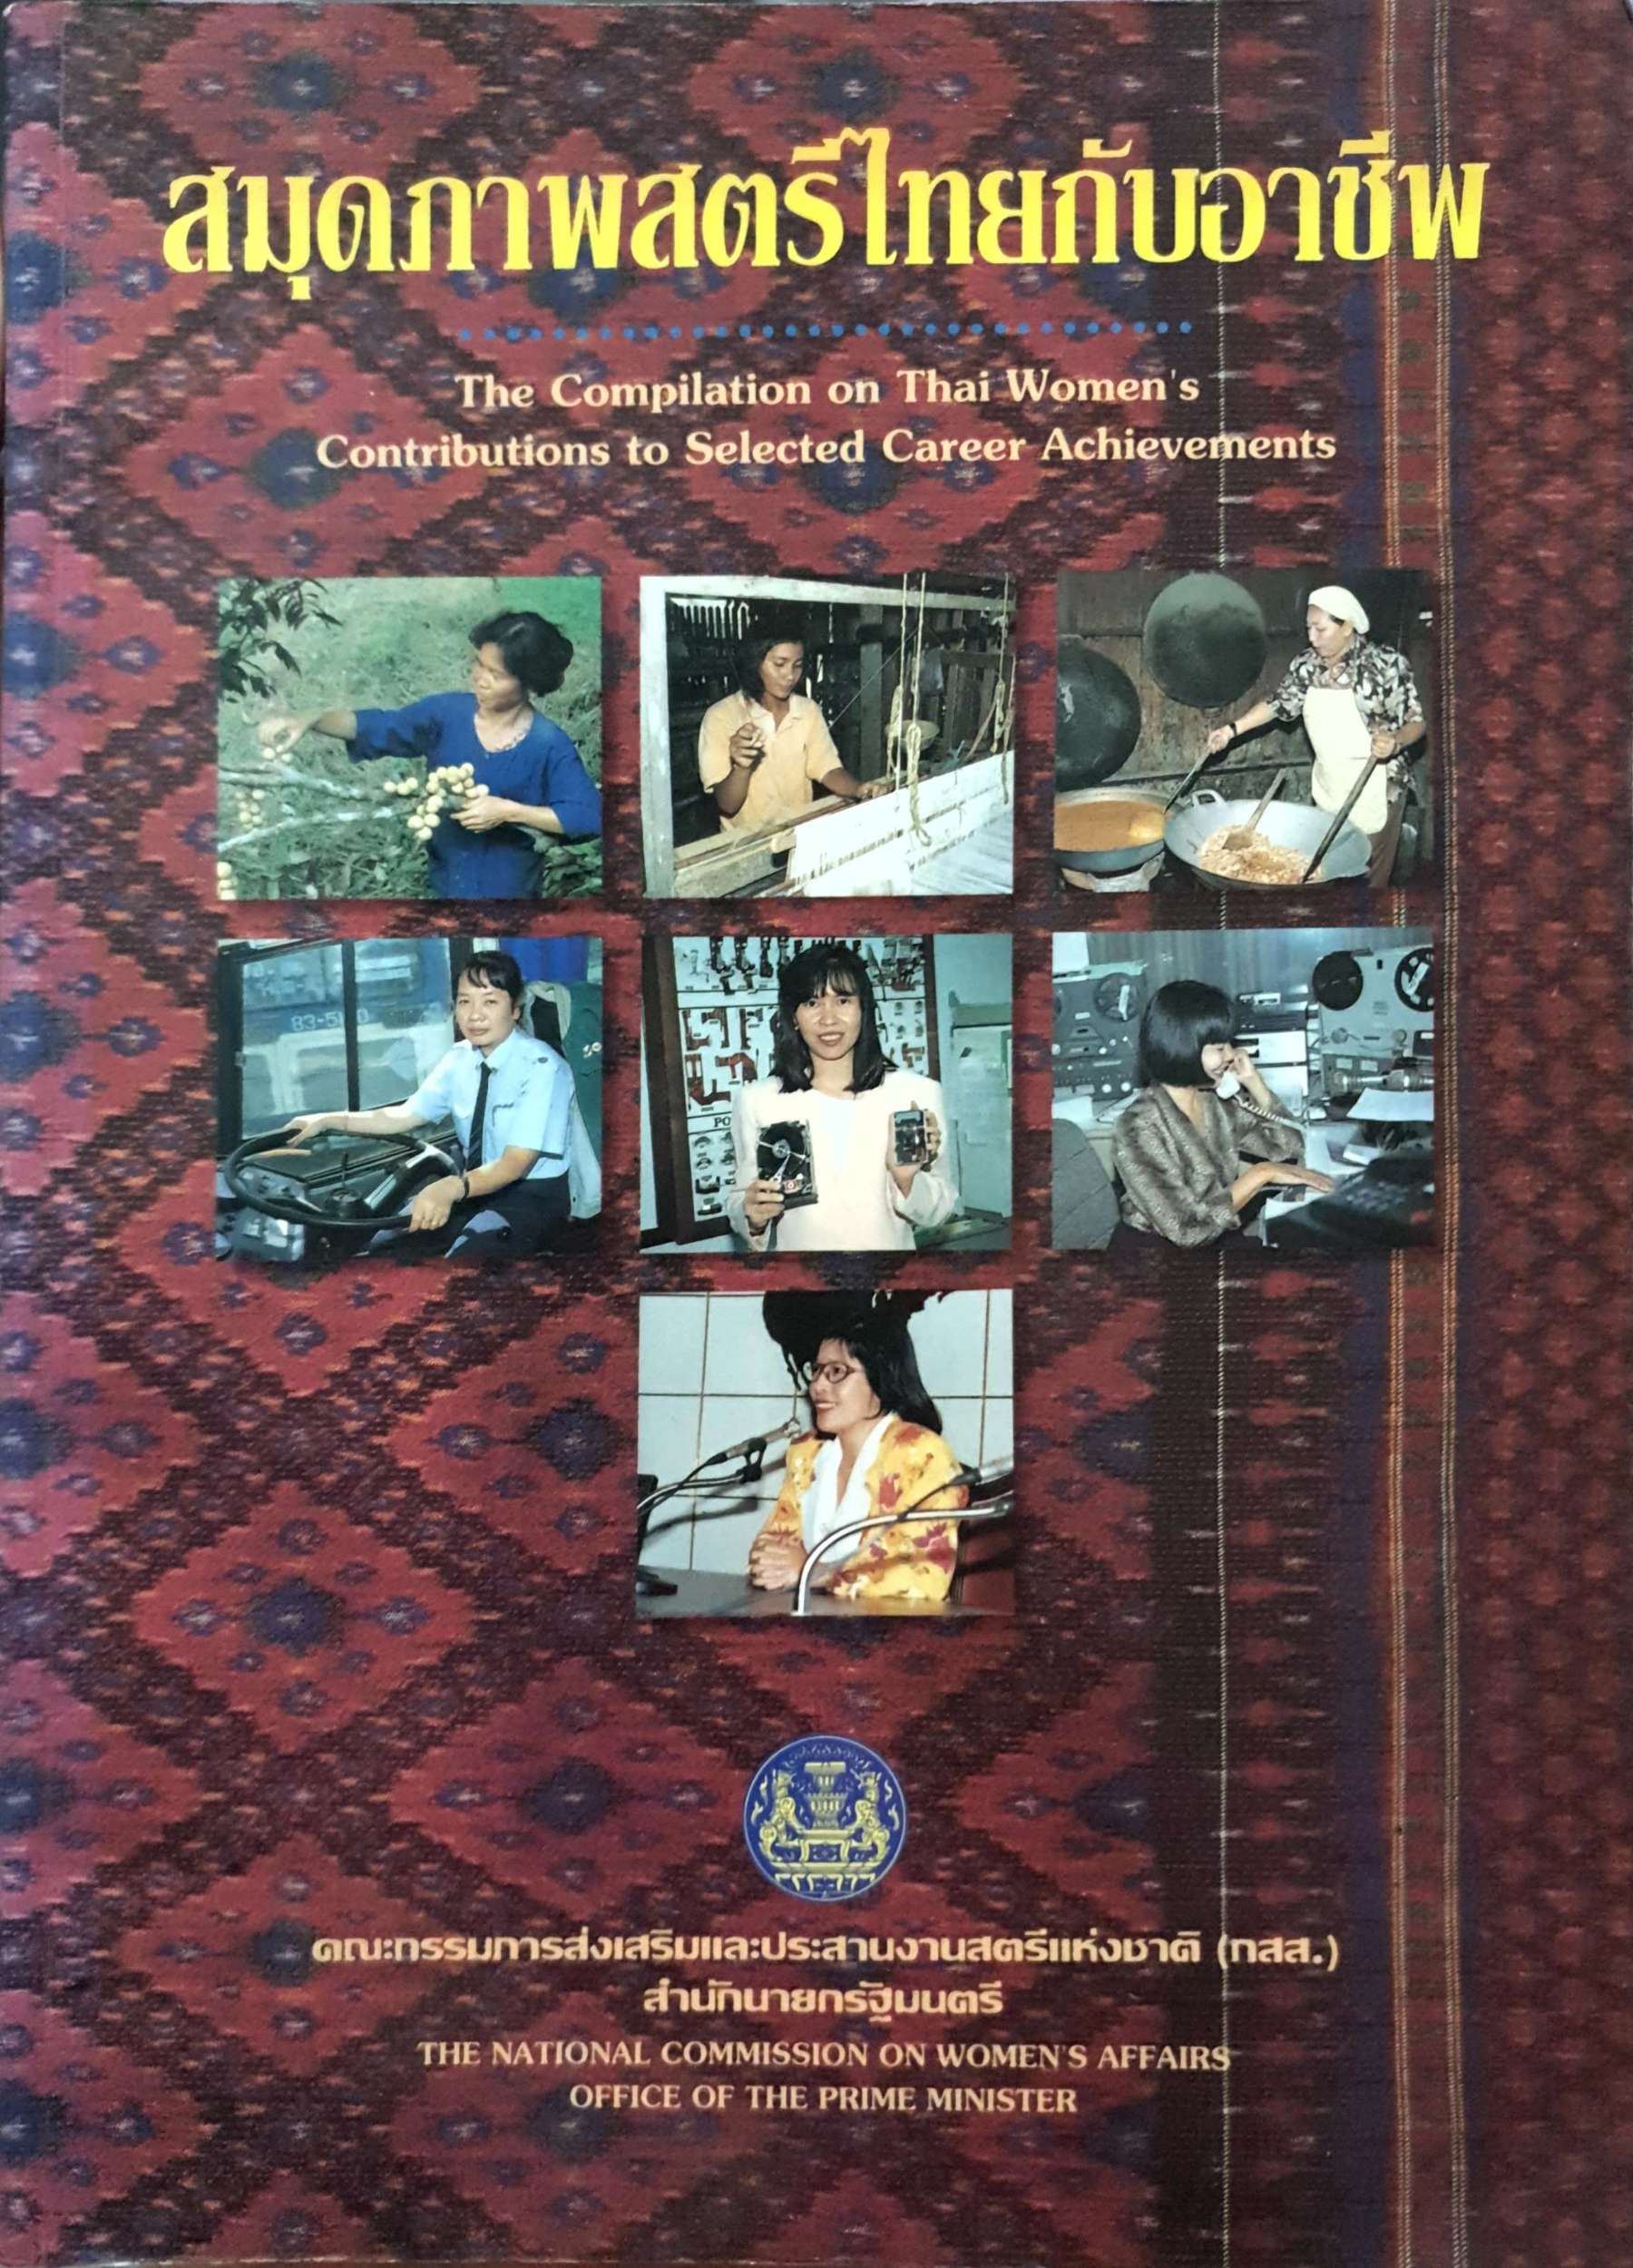 สมุดภาพสตรีไทยกับอาชีพ
The Compilation on Thai Women's
Contributions to Selected Career Achievements
83-5
PO
คณะกรรมการส่งเสริมและประสานงานสตรีแห่งชาติ (กสส.)
สำนักนายกรัฐมนตรี
THE NATIONAL COMMISSION ON WOMEN'S AFFAIRS
OFFICE OF THE PRIME MINISTER